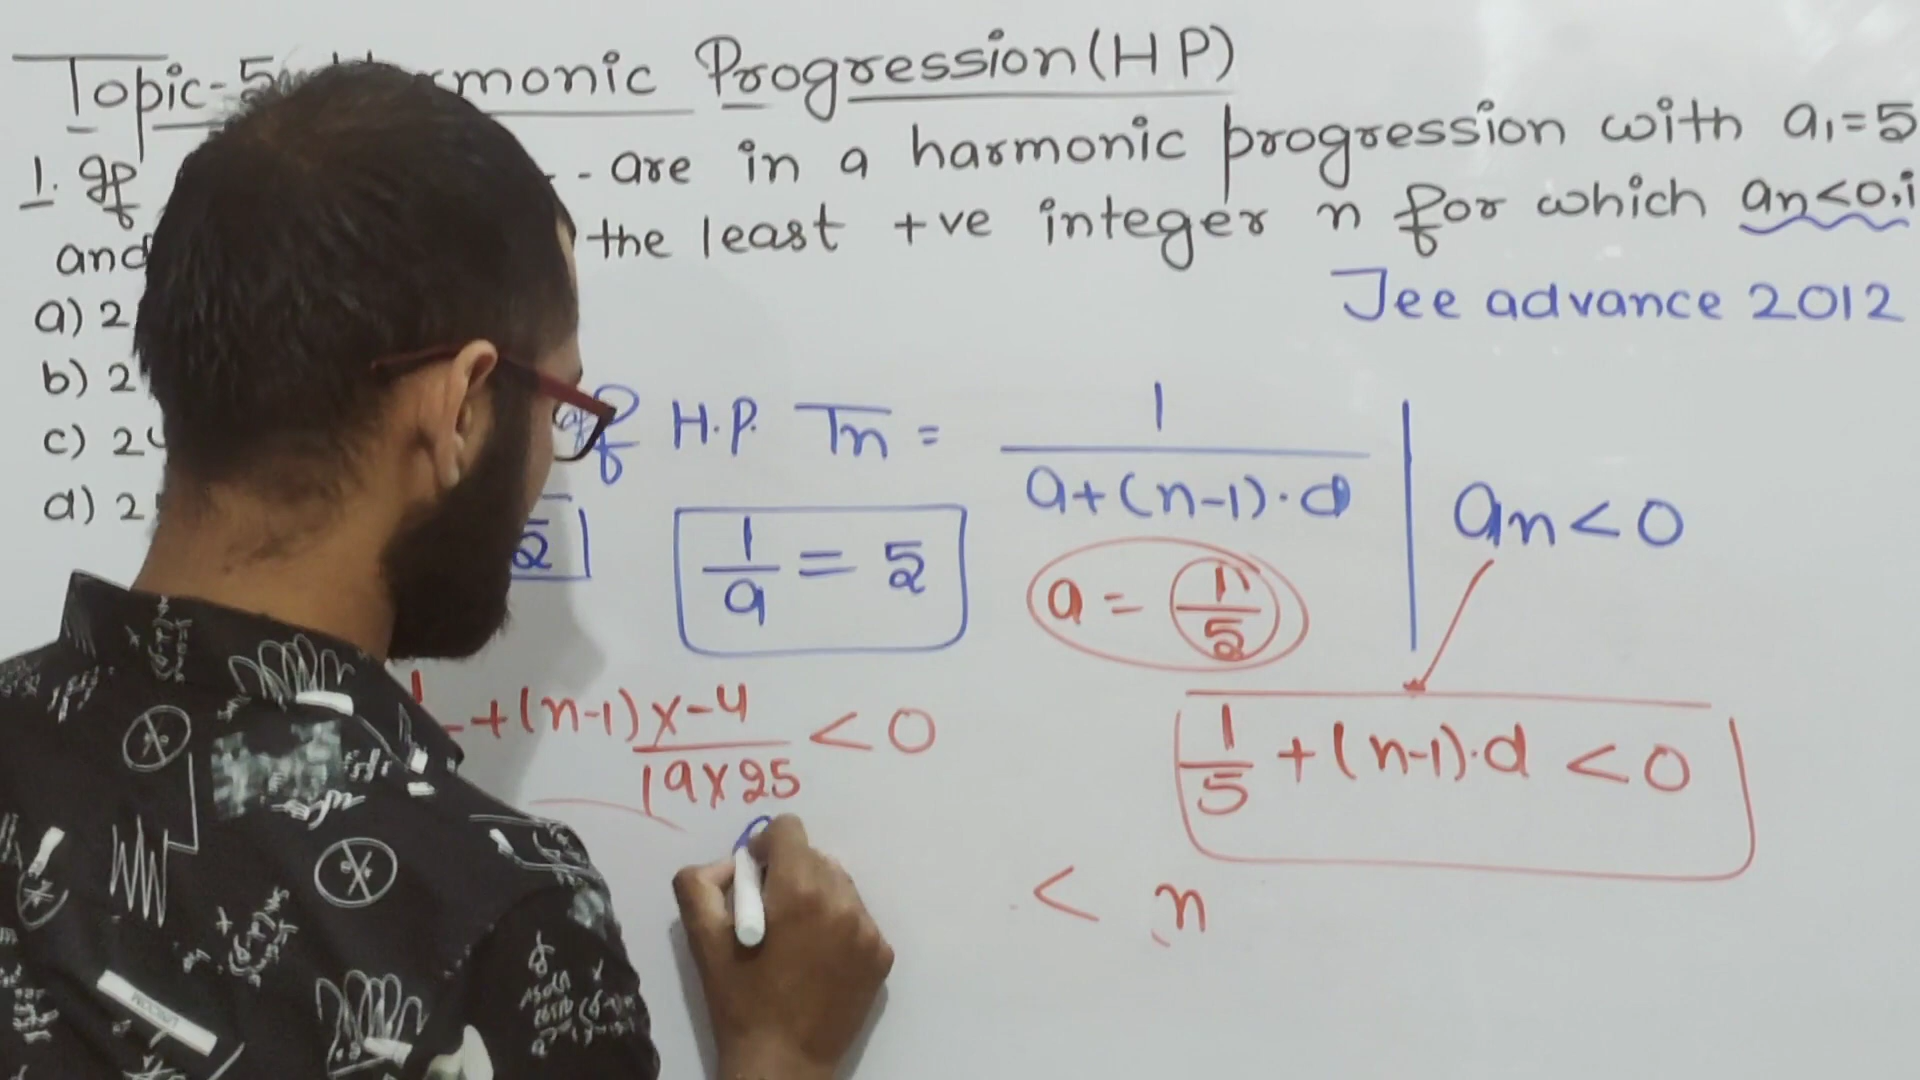 Topic-5 Harmonic Progression(HP)
1. If - are in a harmonic progression with a₁=5
and the least +ve integer n for which an<0,i
Jee advance 2012
a) 2
b) 2
c) 2
d) 2
of H.P. Tn = 1/(a+(n-1)·d)
an<0
1/a = 5
a = 1/5
+(n-1)x-4/19x25 <0
1/5 +(n-1)·d <0
< n